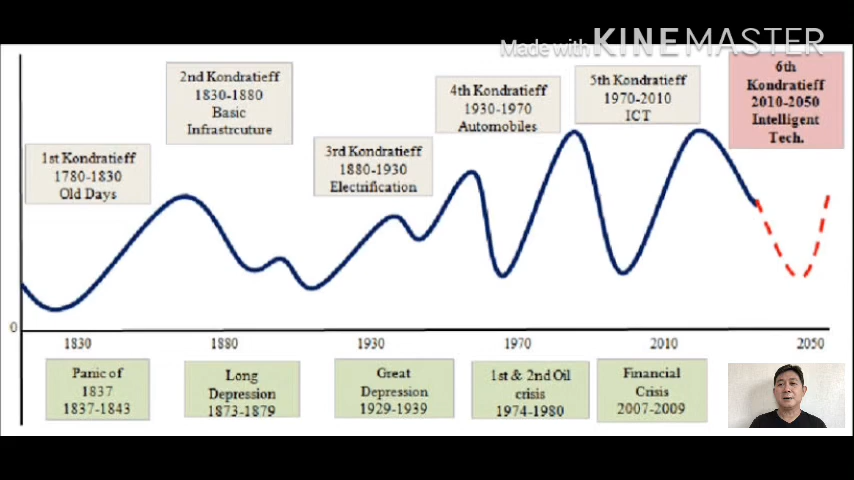 Made with KINEMASTER
2nd Kondratieff
1830-1880
Basic
Infrastrcuture
4th Kondratieff
1930-1970
Automobiles
5th Kondratieff
1970-2010
ICT
6th
Kondratieff
2010-2050
Intelligent
Tech.
1st Kondratieff
1780-1830
Old Days
3rd Kondratieff
1880-1930
Electrification
0
1830 1880 1930 1970 2010 2050
Panic of
1837
1837-1843
Long
Depression
1873-1879
Great
Depression
1929-1939
1st & 2nd Oil
crisis
1974-1980
Financial
Crisis
2007-2009